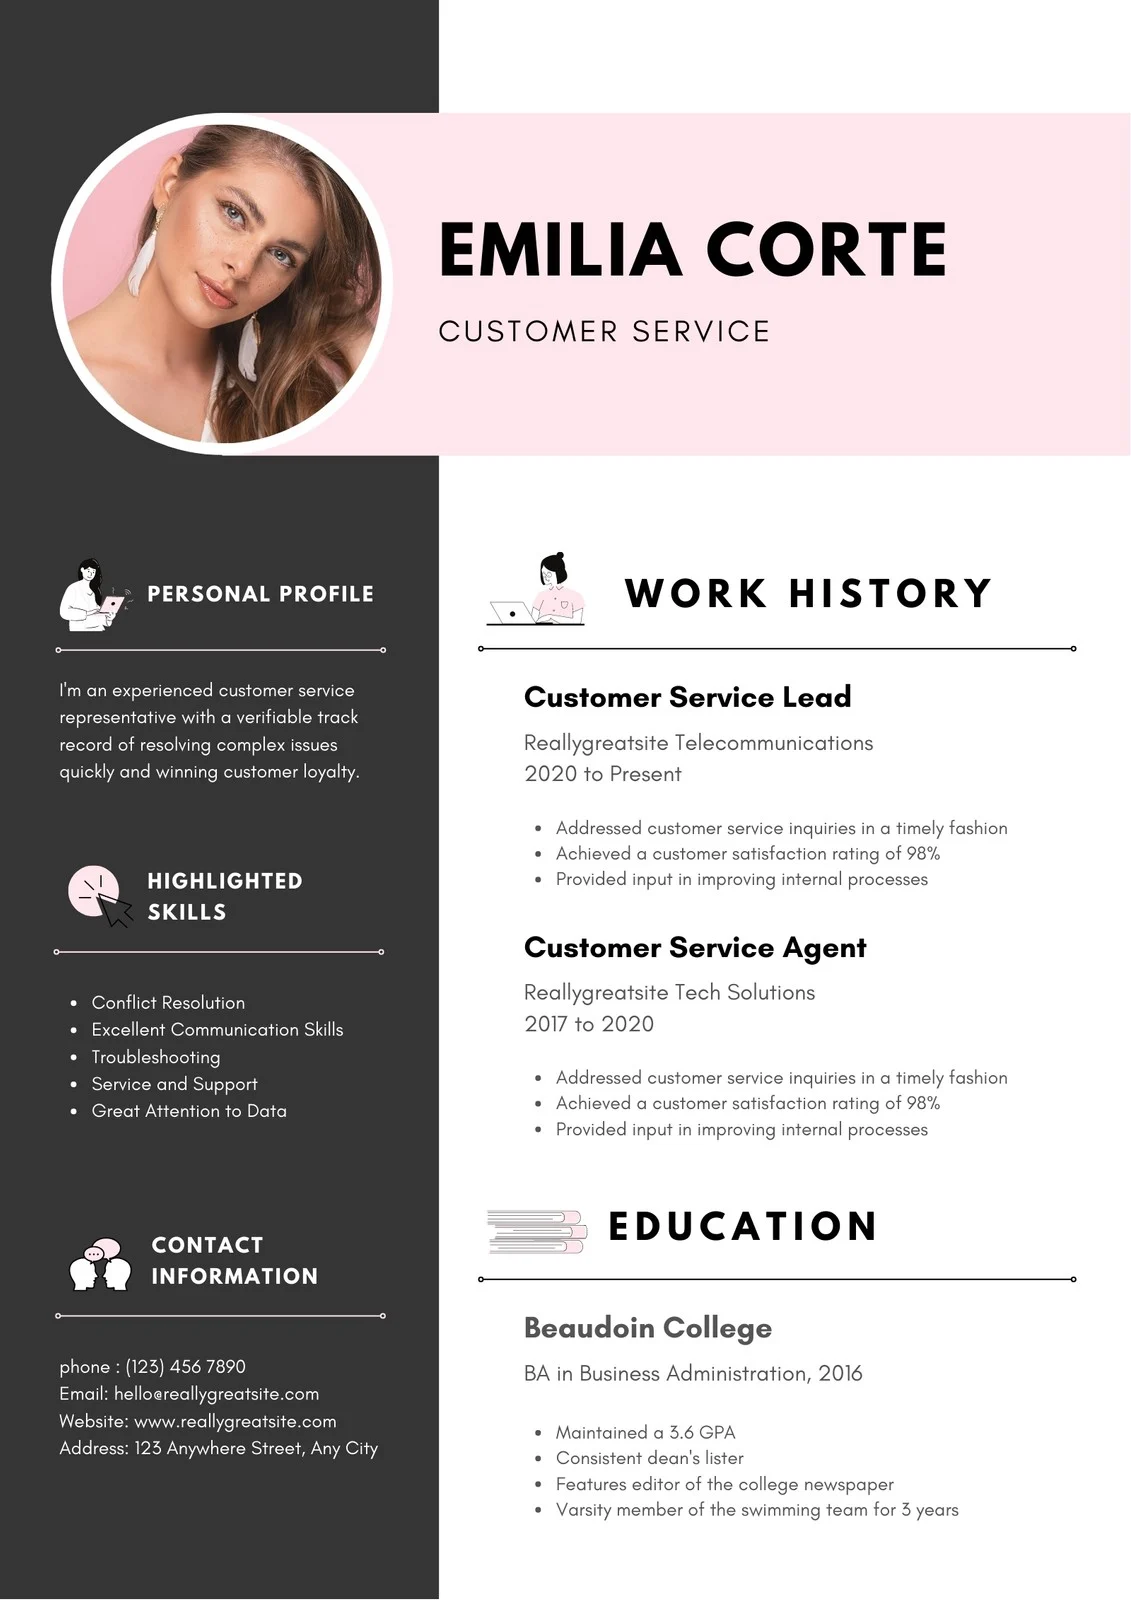 EMILIA CORTE
CUSTOMER SERVICE
PERSONAL PROFILE
I'm an experienced customer service
representative with a verifiable track
record of resolving complex issues
quickly and winning customer loyalty.
HIGHLIGHTED
SKILLS
• Conflict Resolution
• Excellent Communication Skills
• Troubleshooting
• Service and Support
• Great Attention to Data
CONTACT
INFORMATION
phone : (123) 456 7890
Email: hello@reallygreatsite.com
Website: www.reallygreatsite.com
Address: 123 Anywhere Street, Any City
WORK HISTORY
Customer Service Lead
Reallygreatsite Telecommunications
2020 to Present
• Addressed customer service inquiries in a timely fashion
• Achieved a customer satisfaction rating of 98%
• Provided input in improving internal processes
Customer Service Agent
Reallygreatsite Tech Solutions
2017 to 2020
• Addressed customer service inquiries in a timely fashion
• Achieved a customer satisfaction rating of 98%
• Provided input in improving internal processes
EDUCATION
Beaudoin College
BA in Business Administration, 2016
• Maintained a 3.6 GPA
• Consistent dean's lister
• Features editor of the college newspaper
• Varsity member of the swimming team for 3 years